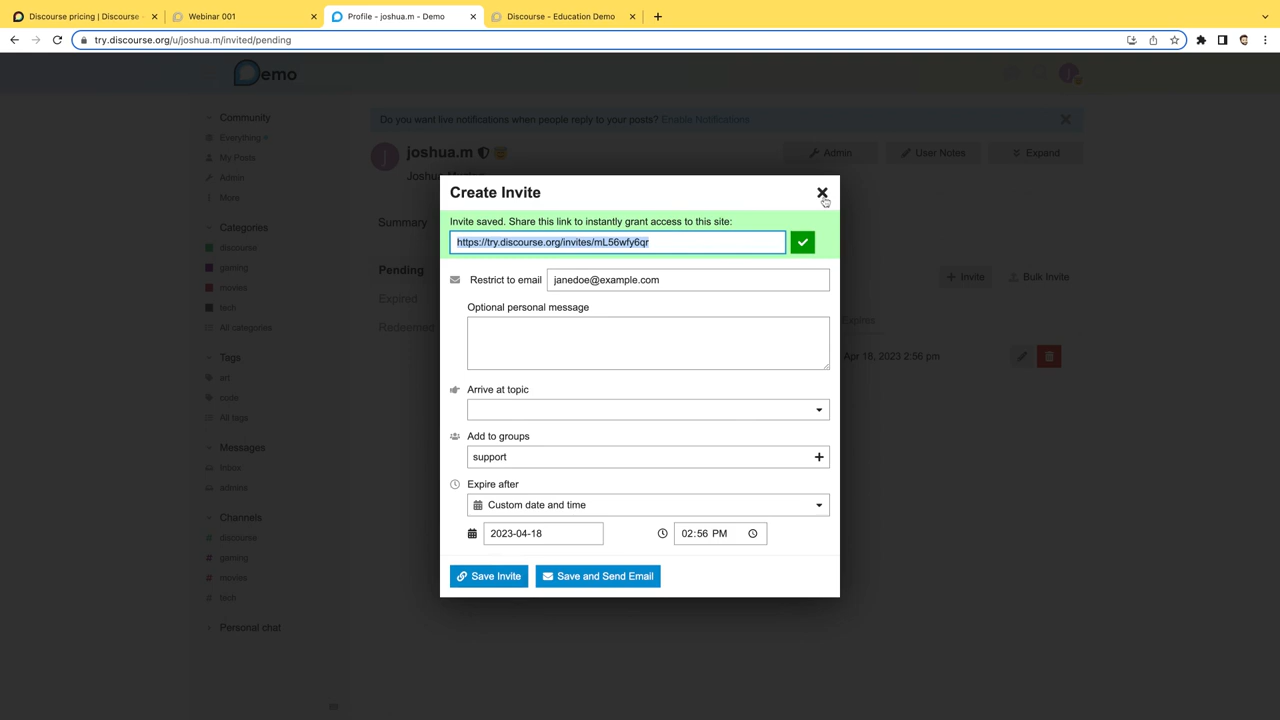 Discourse pricing | Discourse -
Webinar 001
Profile - joshua.m - Demo
Discourse - Education Demo
try.discourse.org/u/joshua.m/invited/pending
Demo
Community
Everything
My Posts
Admin
More
Categories
discourse
gaming
movies
tech
All categories
Tags
art
code
All tags
Messages
Inbox
admins
Channels
discourse
gaming
movies
tech
Personal chat
Do you want live notifications when people reply to your posts? Enable Notifications
joshua.m
Admin
User Notes
Expand
Summary
Pending
Expired
Redeemed
Invite
Bulk Invite
Expires
Apr 18, 2023 2:56 pm
Create Invite
Invite saved. Share this link to instantly grant access to this site:
https://try.discourse.org/invites/mL56wfy6qr
Restrict to email
janedoe@example.com
Optional personal message
Arrive at topic
Add to groups
support
Expire after
Custom date and time
2023-04-18
02:56 PM
Save Invite
Save and Send Email